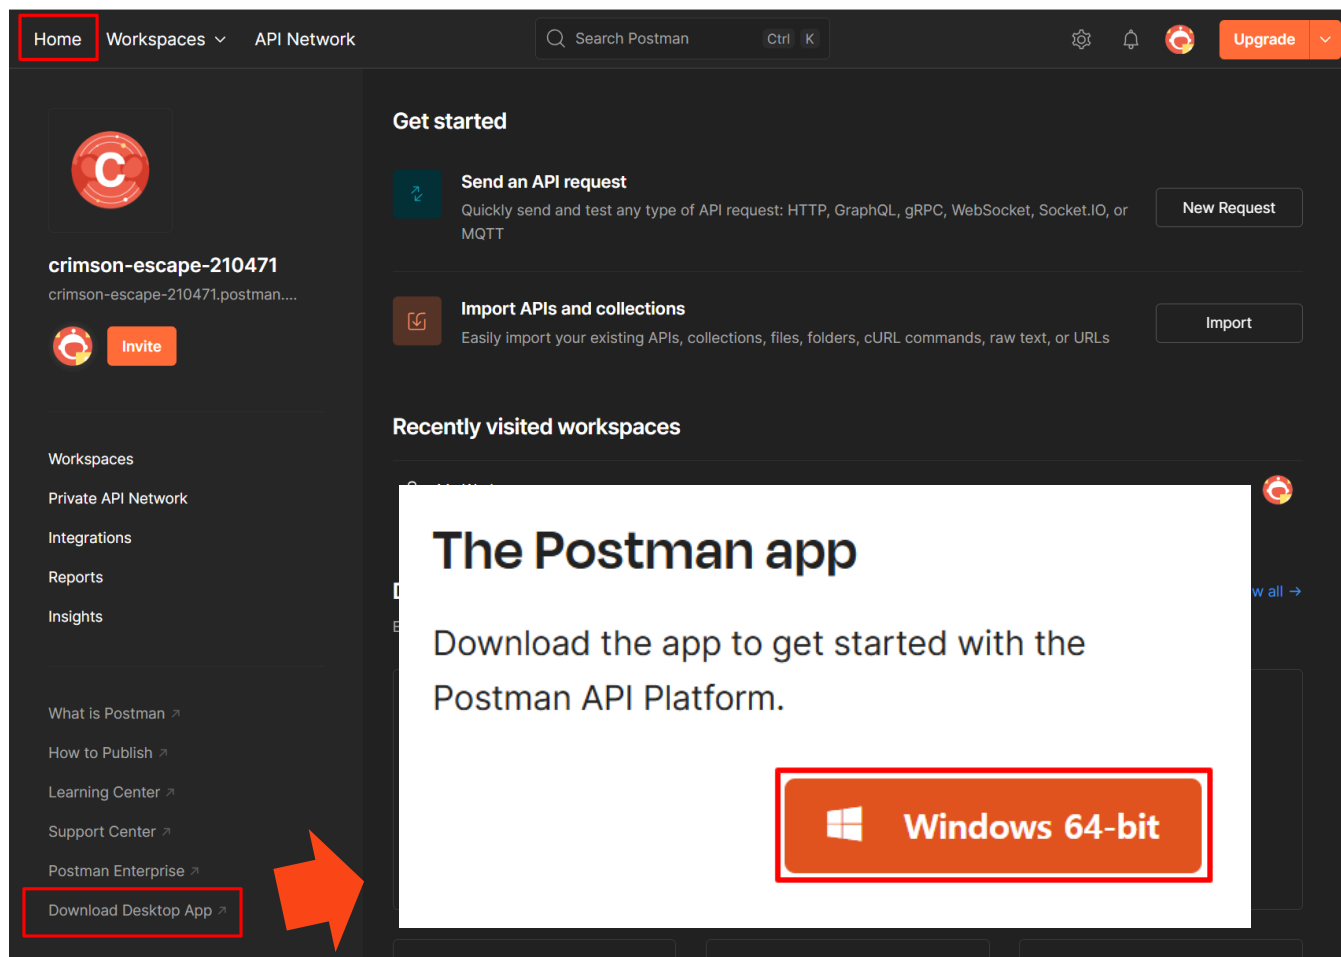 Home Workspaces API Network Search Postman Ctrl K Upgrade
C
crimson-escape-210471
crimson-escape-210471.postman....
Invite
Workspaces
Private API Network
Integrations
Reports
Insights
What is Postman
How to Publish
Learning Center
Support Center
Postman Enterprise
Download Desktop App
Get started
Send an API request
Quickly send and test any type of API request: HTTP, GraphQL, gRPC, WebSocket, Socket.IO, or
MQTT
New Request
Import APIs and collections
Easily import your existing APIs, collections, files, folders, cURL commands, raw text, or URLs
Import
Recently visited workspaces
all →
The Postman app
Download the app to get started with the
Postman API Platform.
Windows 64-bit